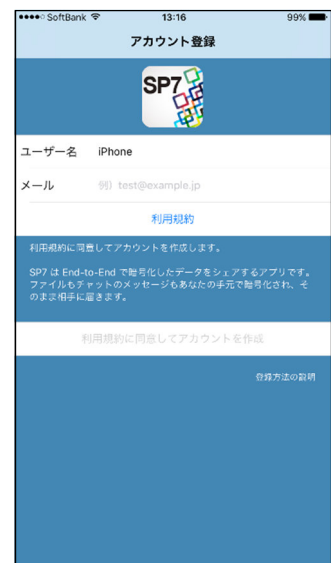 SoftBank 13:16 99%
アカウント登録
SP7
ユーザー名 iPhone
メール 例）test@example.jp
利用規約
利用規約に同意してアカウントを作成します。
SP7 は End-to-End で暗号化したデータをシェアするアプリです。
ファイルもチャットのメッセージもあなたの手元で暗号化され、そ
のまま相手に届きます。
利用規約に同意してアカウントを作成
登録方法の説明